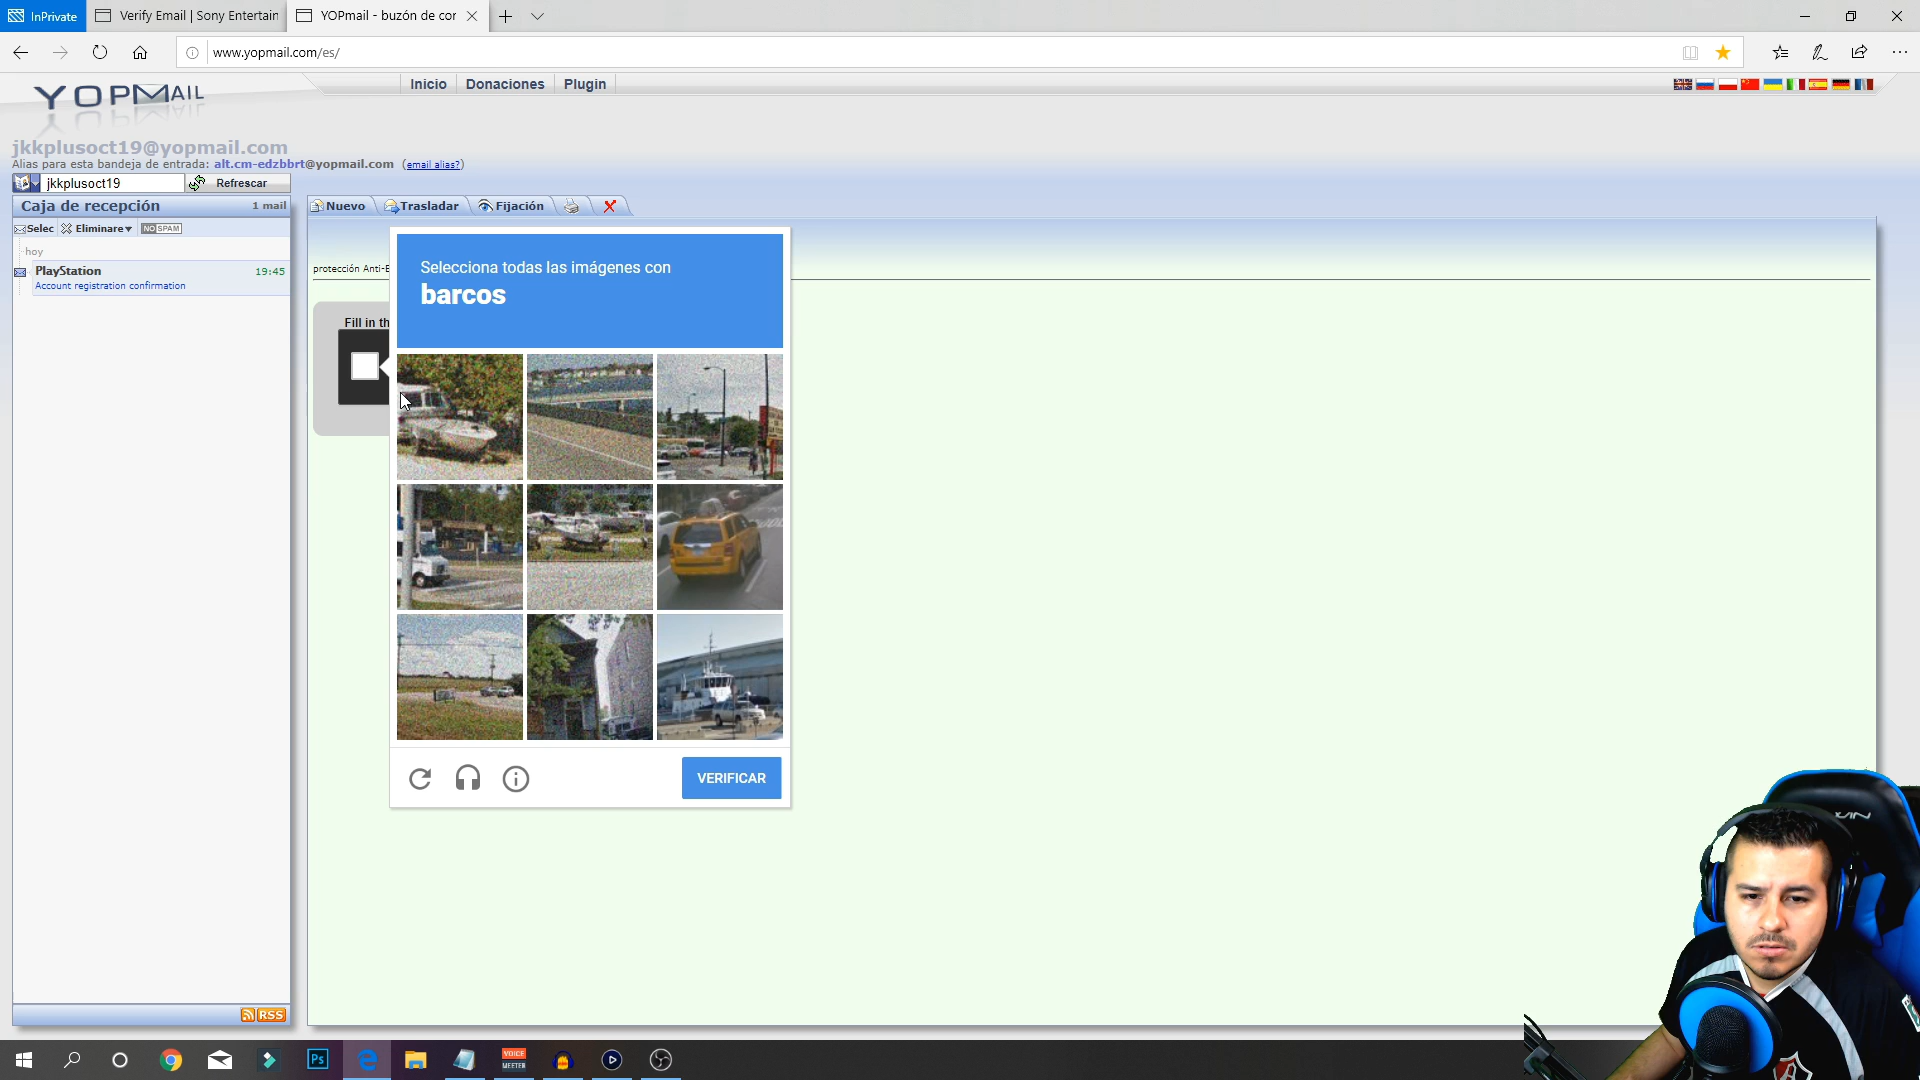 InPrivate
Verify Email | Sony Entertain
YOPmail - buzón de cor
www.yopmail.com/es/
Inicio
Donaciones
Plugin
YOPMAIL
jkkplusoct19@yopmail.com
Alias para esta bandeja de entrada: alt.cm-edzbbrt@yopmail.com (email alias?)
jkkplusoct19
Refrescar
Caja de recepción
1 mail
Nuevo
Trasladar
Fijación
Selec
Eliminare
NO SPAM
hoy
PlayStation
19:45
Account registration confirmation
protección Anti-
Fill in th
Selecciona todas las imágenes con
barcos
VERIFICAR
RSS
Ps
VOICE
MEETER